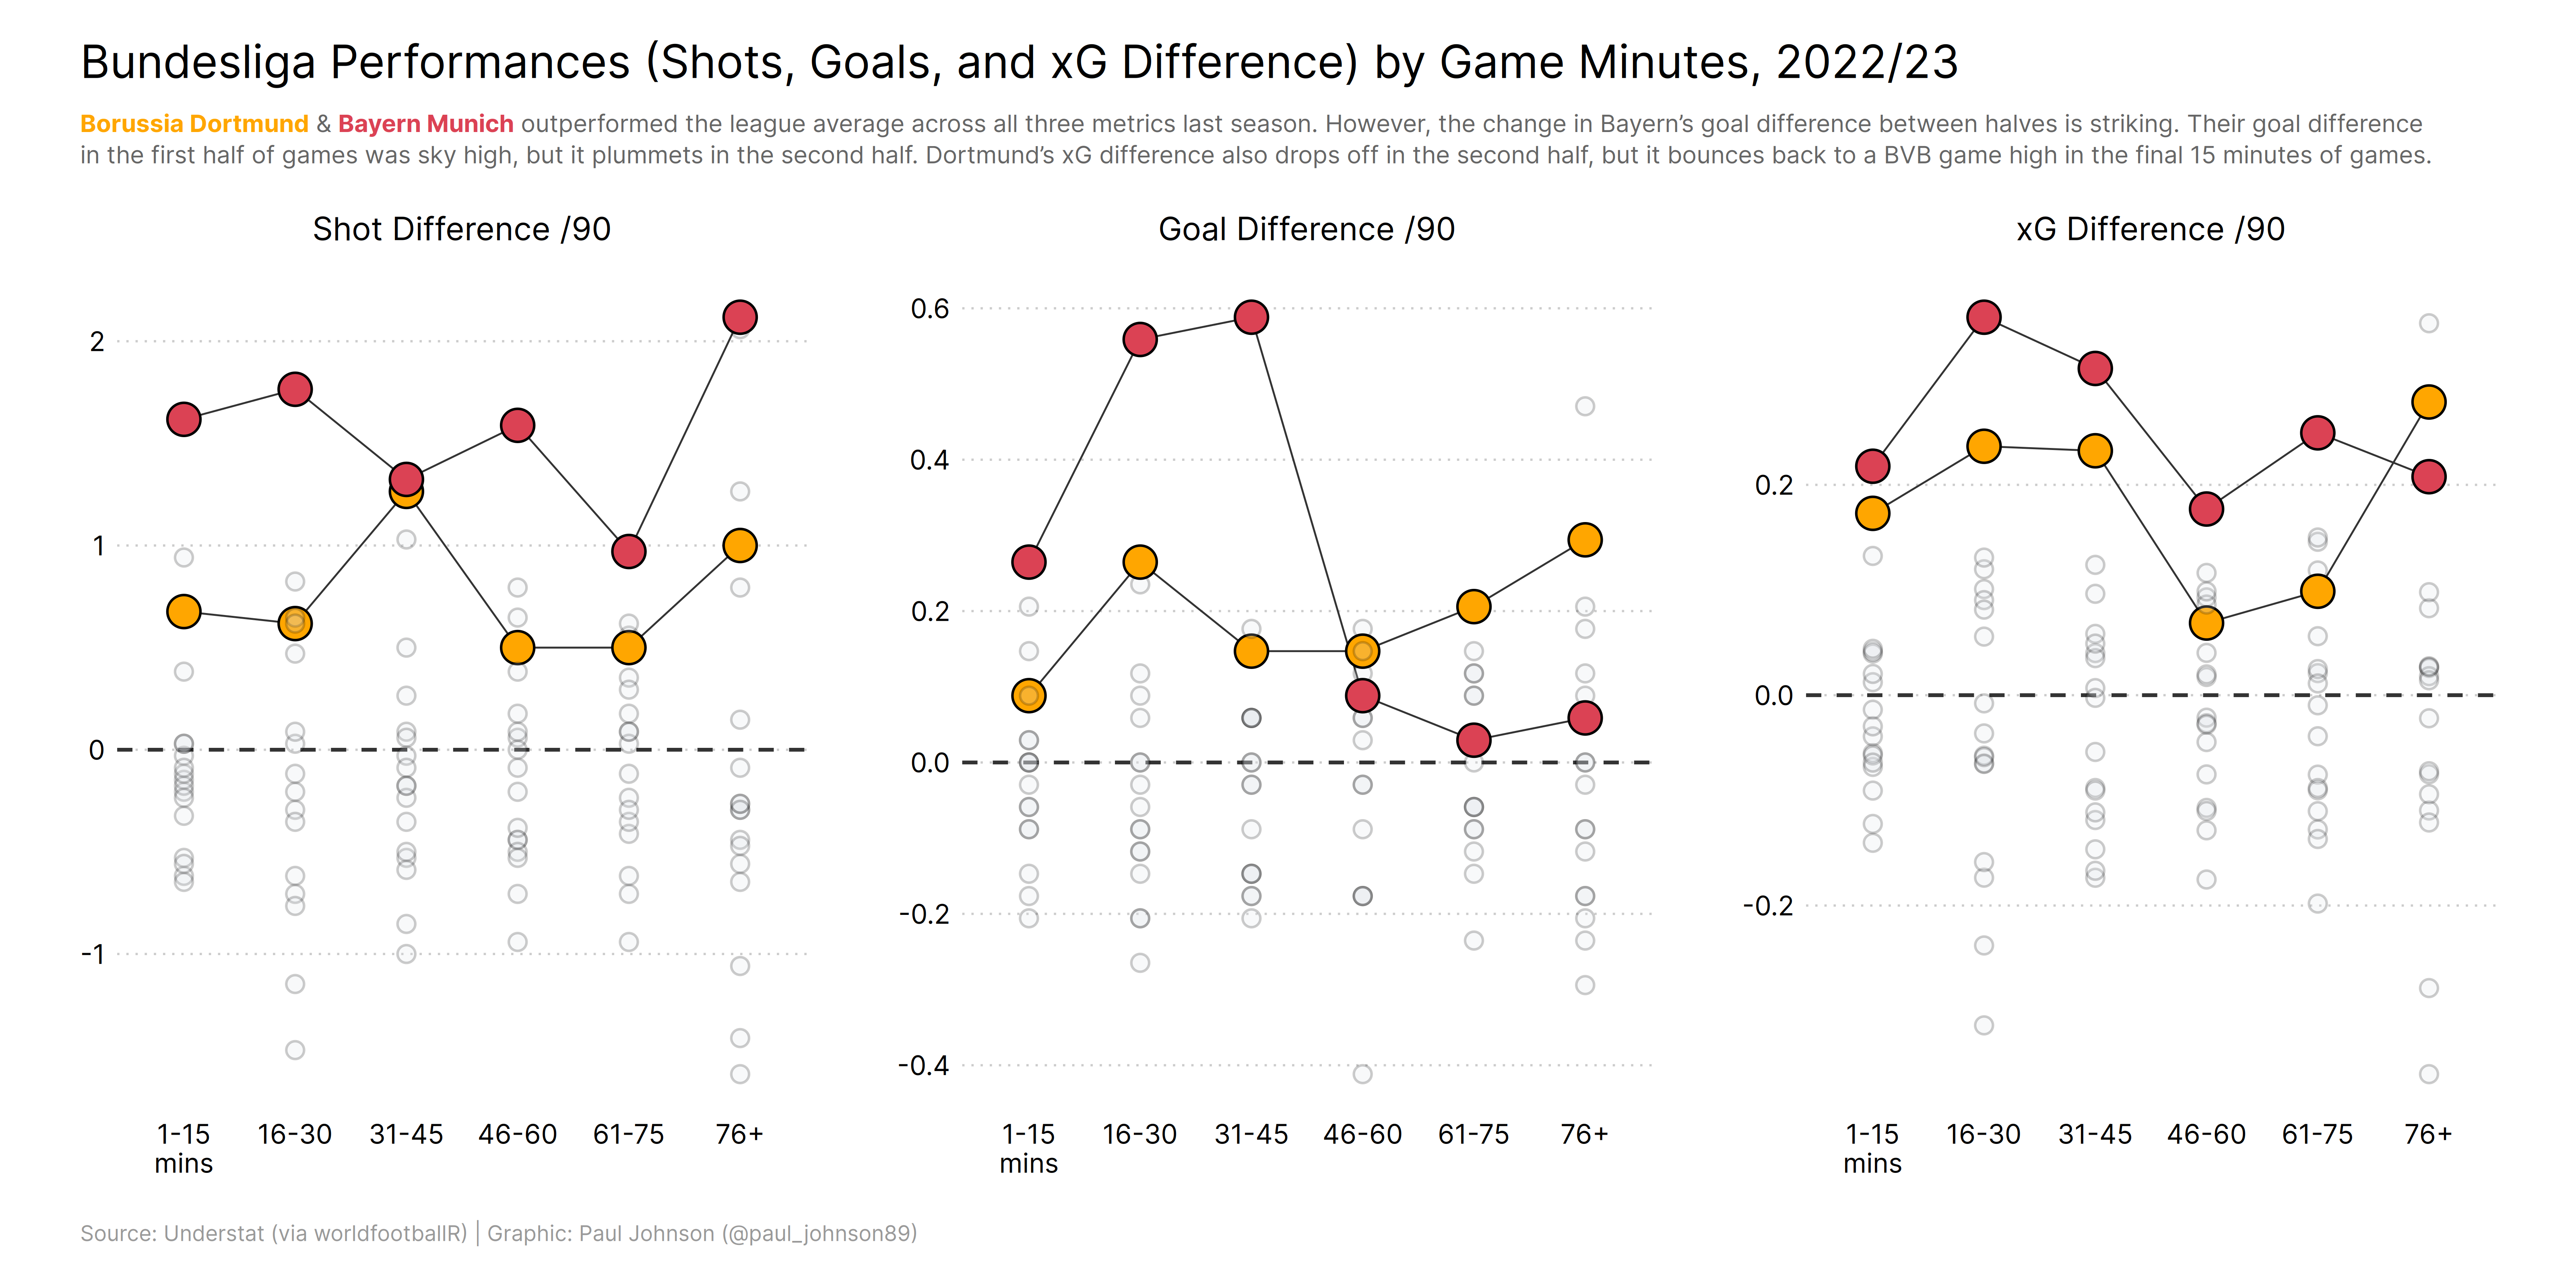 Bundesliga Performances (Shots, Goals, and xG Difference) by Game Minutes, 2022/23
Borussia Dortmund & Bayern Munich outperformed the league average across all three metrics last season. However, the change in Bayern’s goal difference between halves is striking. Their goal difference
in the first half of games was sky high, but it plummets in the second half. Dortmund’s xG difference also drops off in the second half, but it bounces back to a BVB game high in the final 15 minutes of games.
Shot Difference /90
2
1
0
-1
1-15 mins
16-30
31-45
46-60
61-75
76+
Goal Difference /90
0.6
0.4
0.2
0.0
-0.2
-0.4
1-15 mins
16-30
31-45
46-60
61-75
76+
xG Difference /90
0.2
0.0
-0.2
1-15 mins
16-30
31-45
46-60
61-75
76+
Source: Understat (via worldfootballR) | Graphic: Paul Johnson (@paul_johnson89)